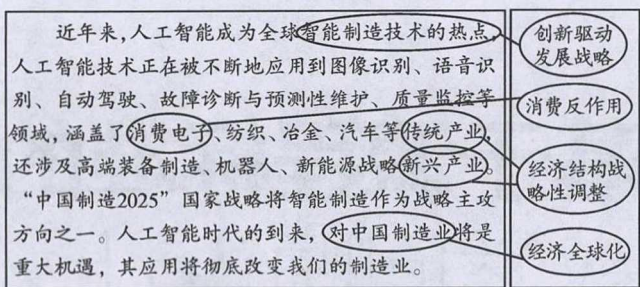 近年来,人工智能成为全球智能制造技术的热点,
人工智能技术正在被不断地应用到图像识别、语音识
别、自动驾驶、故障诊断与预测性维护、质量监控等
领域,涵盖了消费电子、纺织、冶金、汽车等传统产业,
还涉及高端装备制造、机器人、新能源战略新兴产业。
“中国制造2025”国家战略将智能制造作为战略主攻
方向之一。人工智能时代的到来,对中国制造业将是
重大机遇，其应用将彻底改变我们的制造业。
创新驱动
发展战略
消费反作用
经济结构战
略性调整
经济全球化